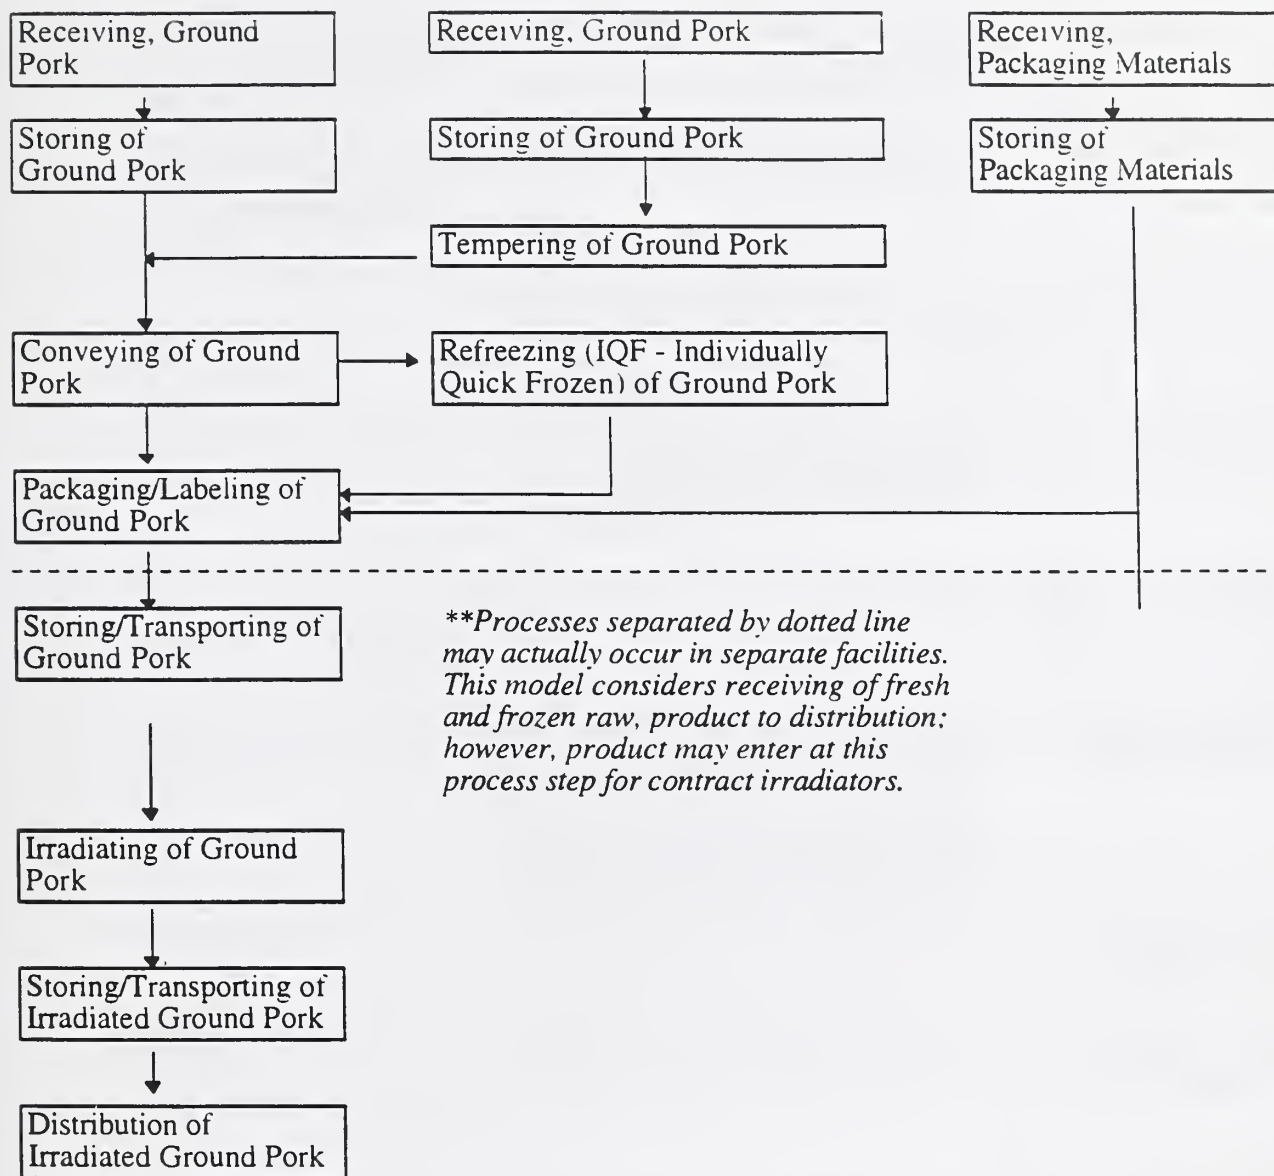 Receiving, Ground
Pork
Receiving, Ground Pork
Receiving,
Packaging Materials
Storing of
Ground Pork
Storing of Ground Pork
Storing of
Packaging Materials
Tempering of Ground Pork
Conveying of Ground
Pork
Refreezing (IQF - Individually
Quick Frozen) of Ground Pork
Packaging/Labeling of
Ground Pork
Storing/Transporting of
Ground Pork
**Processes separated by dotted line
may actually occur in separate facilities.
This model considers receiving of fresh
and frozen raw, product to distribution;
however, product may enter at this
process step for contract irradiators.
Irradiating of Ground
Pork
Storing/Transporting of
Irradiated Ground Pork
Distribution of
Irradiated Ground Pork